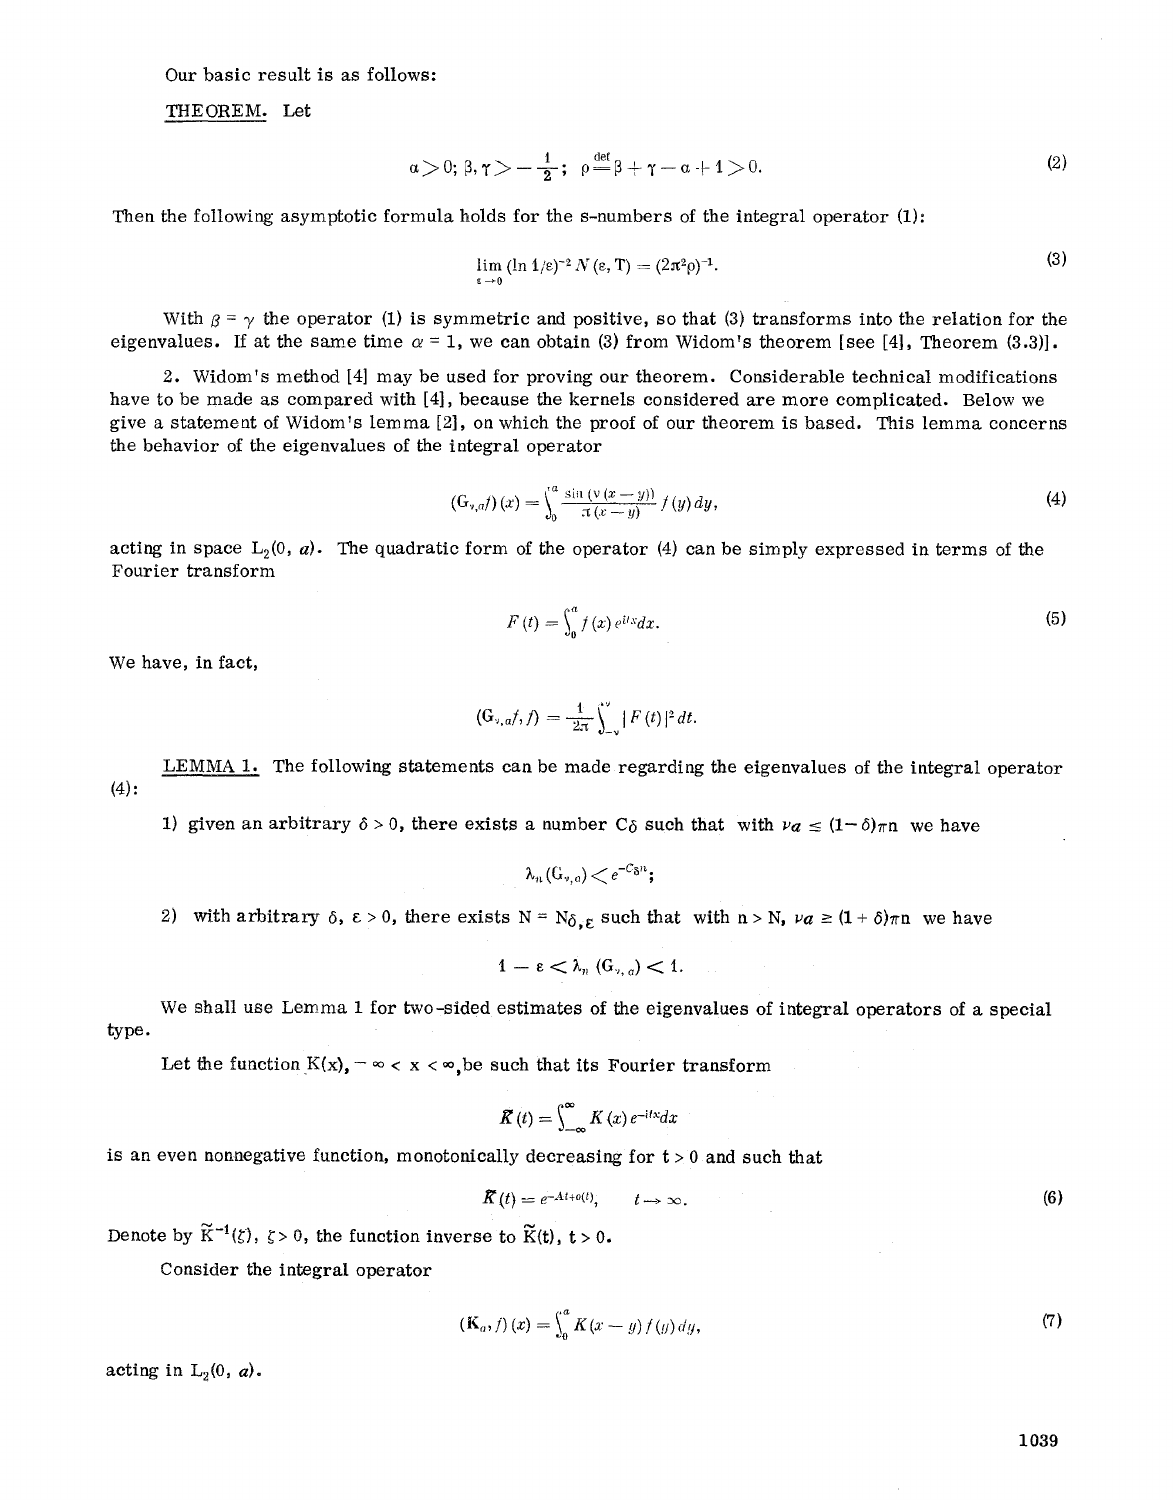 Our basic result is as follows:
THEOREM. Let
α > 0; β, γ > − 1/2; ρ def= β + γ − α + 1 > 0. (2)
Then the following asymptotic formula holds for the s-numbers of the integral operator (1):
lim_{ε→0} (ln 1/ε)^{-2} N (ε, T) = (2π²ρ)^{-1}. (3)
With β = γ the operator (1) is symmetric and positive, so that (3) transforms into the relation for the
eigenvalues. If at the same time α = 1, we can obtain (3) from Widom's theorem [see [4], Theorem (3.3)].
2. Widom's method [4] may be used for proving our theorem. Considerable technical modifications
have to be made as compared with [4], because the kernels considered are more complicated. Below we
give a statement of Widom's lemma [2], on which the proof of our theorem is based. This lemma concerns
the behavior of the eigenvalues of the integral operator
(G_{ν,a}f) (x) = ∫_0^a sin (ν (x − y)) / π (x − y) f (y) dy, (4)
acting in space L₂(0, a). The quadratic form of the operator (4) can be simply expressed in terms of the
Fourier transform
F (t) = ∫_0^a f (x) e^{itx}dx. (5)
We have, in fact,
(G_{ν,a}f, f) = 1/2π ∫_{−ν}^{ν} | F (t) |² dt.
LEMMA 1. The following statements can be made regarding the eigenvalues of the integral operator
(4):
1) given an arbitrary δ > 0, there exists a number Cδ such that with νa ≤ (1−δ)πn we have
λ_n (G_{ν,a}) < e^{−C_δ n};
2) with arbitrary δ, ε > 0, there exists N = N_{δ,ε} such that with n > N, νa ≥ (1 + δ)πn we have
1 − ε < λ_n (G_{ν,a}) < 1.
We shall use Lemma 1 for two-sided estimates of the eigenvalues of integral operators of a special
type.
Let the function K(x), − ∞ < x < ∞,be such that its Fourier transform
K̃ (t) = ∫_{−∞}^{∞} K (x) e^{−itx}dx
is an even nonnegative function, monotonically decreasing for t > 0 and such that
K̃ (t) = e^{−At+o(t)}, t → ∞. (6)
Denote by K̃⁻¹(ζ), ζ> 0, the function inverse to K̃(t), t > 0.
Consider the integral operator
(K_a, f) (x) = ∫_0^a K (x − y) f (y) dy, (7)
acting in L₂(0, a).
1039